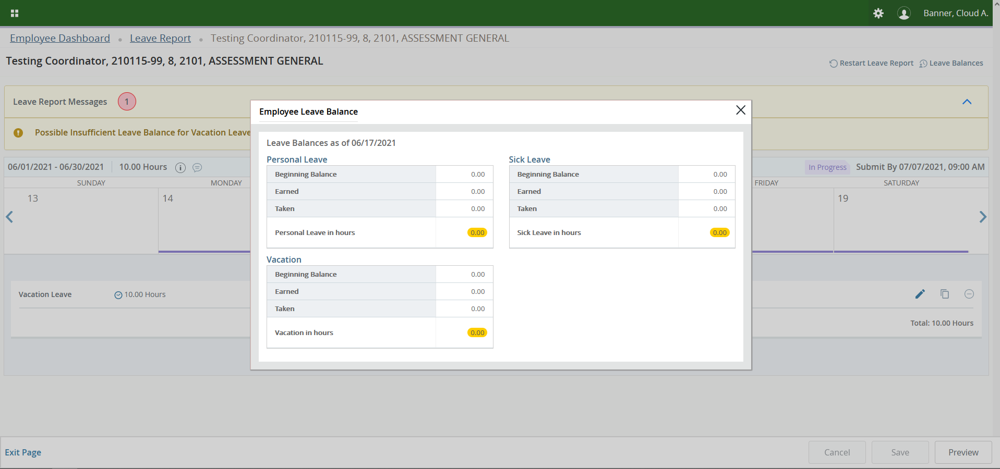 Banner, Cloud A.
Employee Dashboard • Leave Report • Testing Coordinator, 210115-99, 8, 2101, ASSESSMENT GENERAL
Testing Coordinator, 210115-99, 8, 2101, ASSESSMENT GENERAL
Restart Leave Report Leave Balances
Leave Report Messages 1
Possible Insufficient Leave Balance for Vacation Leave
06/01/2021 - 06/30/2021 10.00 Hours
In Progress Submit By 07/07/2021, 09:00 AM
SUNDAY MONDAY FRIDAY SATURDAY
13 14 19
Vacation Leave 10.00 Hours
Total: 10.00 Hours
Employee Leave Balance
Leave Balances as of 06/17/2021
Personal Leave
Beginning Balance 0.00
Earned 0.00
Taken 0.00
Personal Leave in hours 0.00
Sick Leave
Beginning Balance 0.00
Earned 0.00
Taken 0.00
Sick Leave in hours 0.00
Vacation
Beginning Balance 0.00
Earned 0.00
Taken 0.00
Vacation in hours 0.00
Exit Page Cancel Save Preview